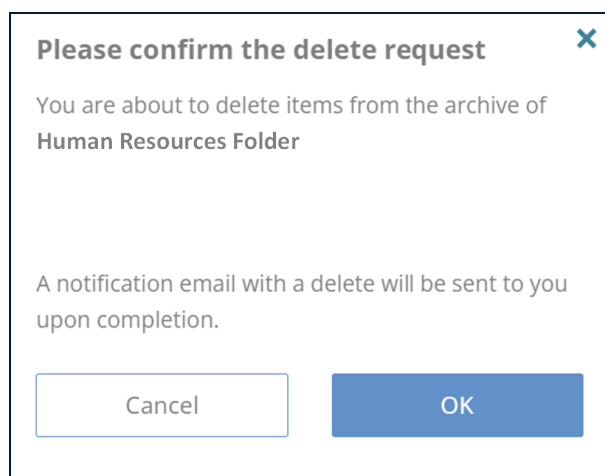 Please confirm the delete request
You are about to delete items from the archive of
Human Resources Folder
A notification email with a delete will be sent to you
upon completion.
Cancel
OK